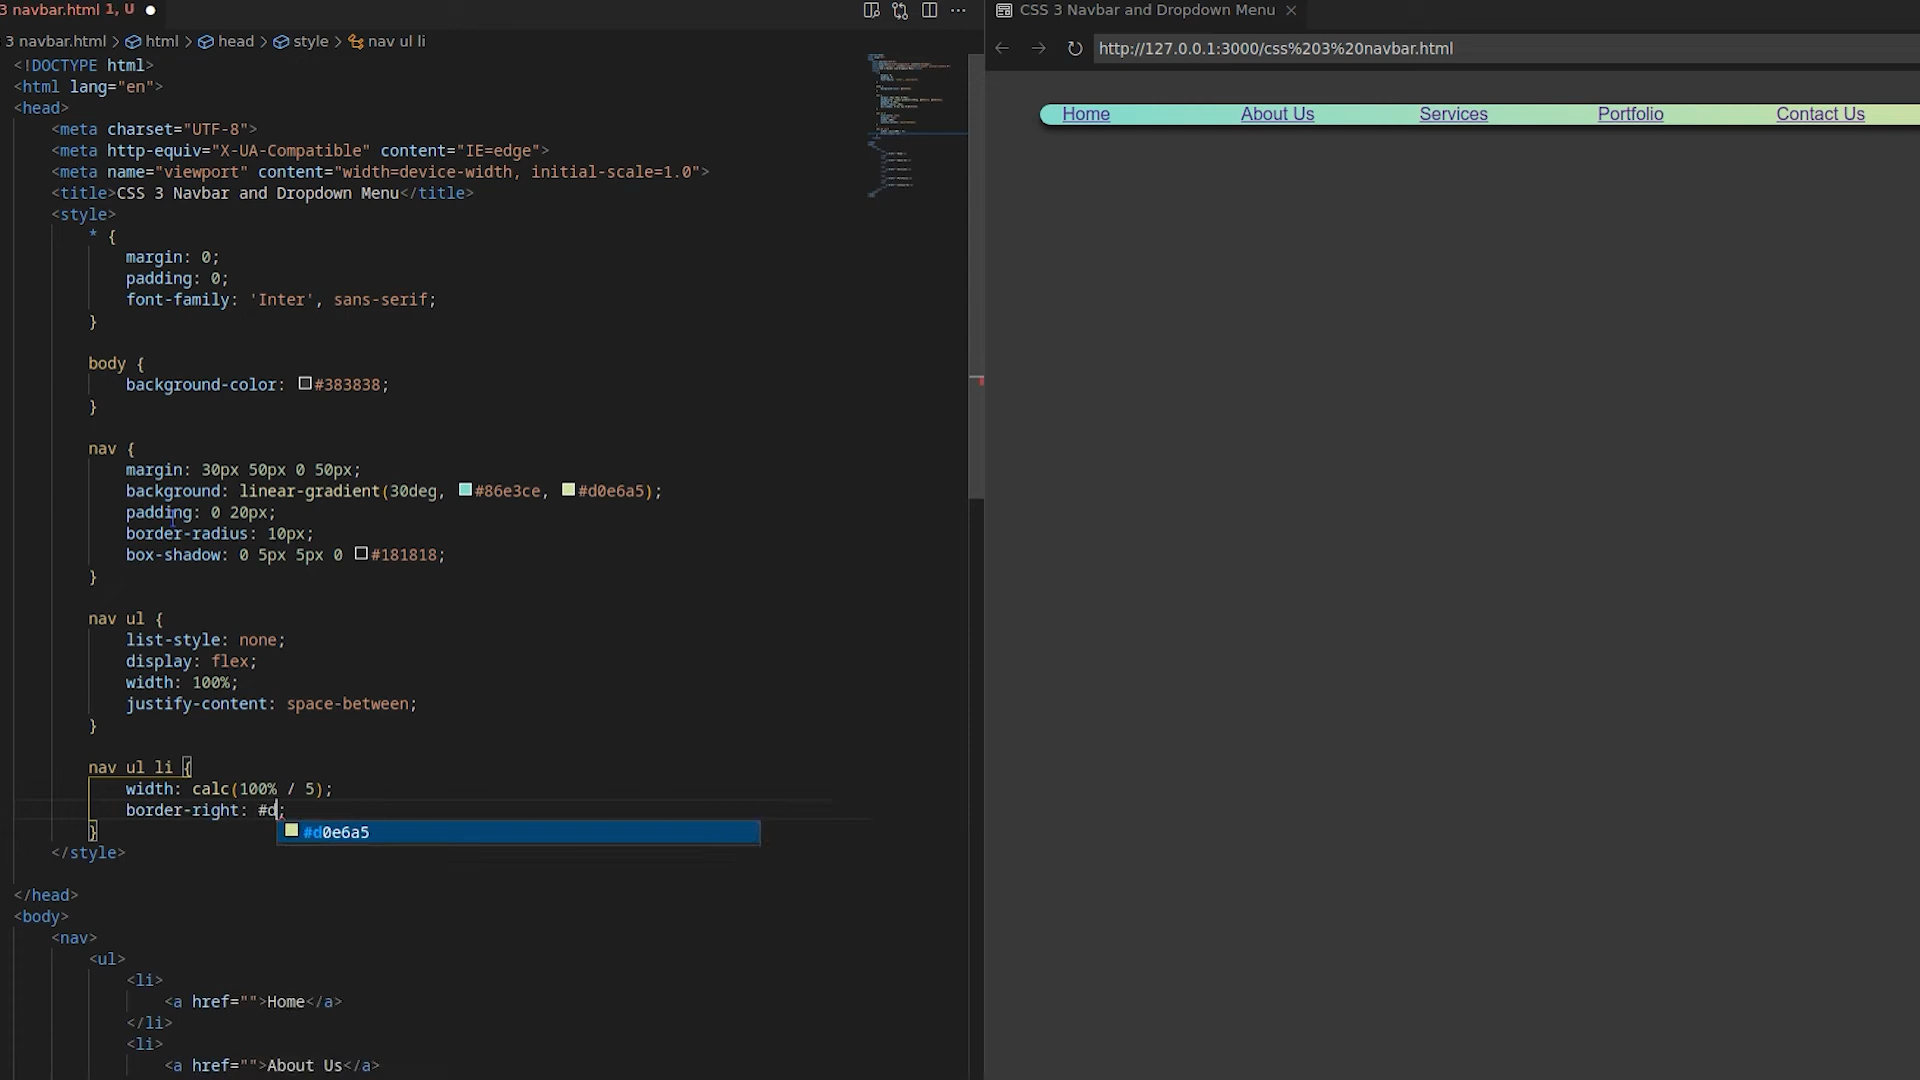 3 navbar.html 1, U
3 navbar.html > html > head > style > nav ul li
<!DOCTYPE html>
<html lang="en">
<head>
<meta charset="UTF-8">
<meta http-equiv="X-UA-Compatible" content="IE=edge">
<meta name="viewport" content="width=device-width, initial-scale=1.0">
<title>CSS 3 Navbar and Dropdown Menu</title>
<style>
* {
margin: 0;
padding: 0;
font-family: 'Inter', sans-serif;
}
body {
background-color: #383838;
}
nav {
margin: 30px 50px 0 50px;
background: linear-gradient(30deg, #86e3ce, #d0e6a5);
padding: 0 20px;
border-radius: 10px;
box-shadow: 0 5px 5px 0 #181818;
}
nav ul {
list-style: none;
display: flex;
width: 100%;
justify-content: space-between;
}
nav ul li {
width: calc(100% / 5);
border-right: #d;
#d0e6a5
}
</style>
</head>
<body>
<nav>
<ul>
<li>
<a href="">Home</a>
</li>
<li>
<a href="">About Us</a>
CSS 3 Navbar and Dropdown Menu
http://127.0.0.1:3000/css%203%20navbar.html
Home About Us Services Portfolio Contact Us